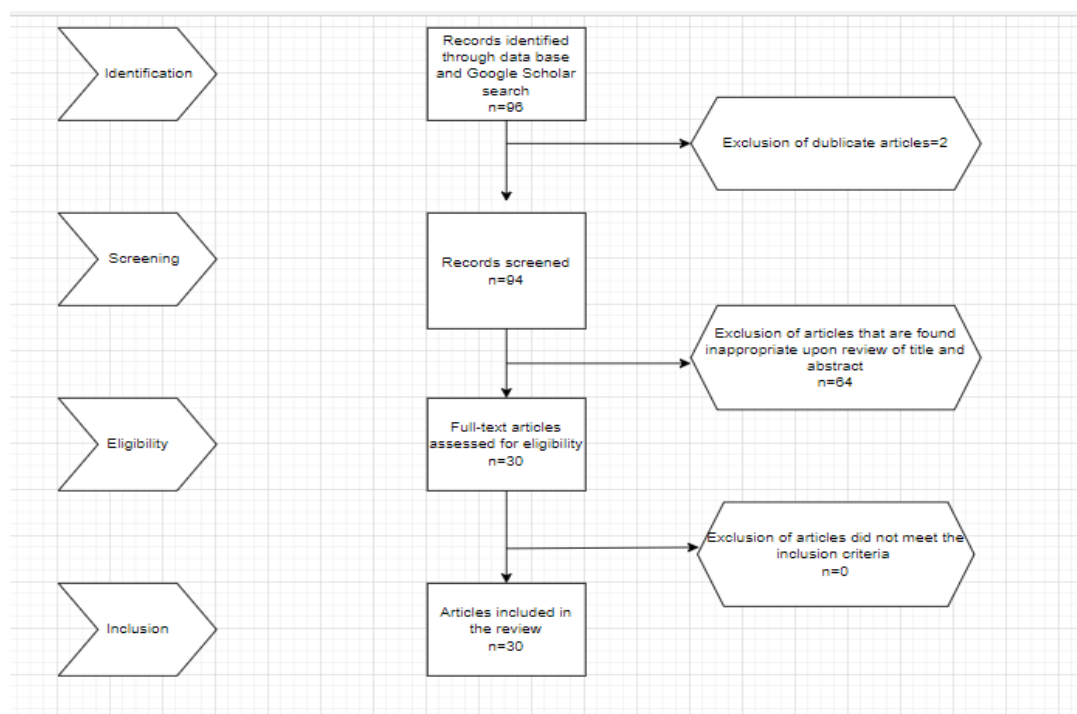 Identification
Records identified
through data base
and Google Scholar
search
n=96
Exclusion of dublicate articles=2
Screening
Records screened
n=94
Exclusion of articles that are found
inappropriate upon review of title and
abstract
n=64
Eligibility
Full-text articles
assessed for eligibility
n=30
Exclusion of articles did not meet the
inclusion criteria
n=0
Inclusion
Articles included in
the review
n=30